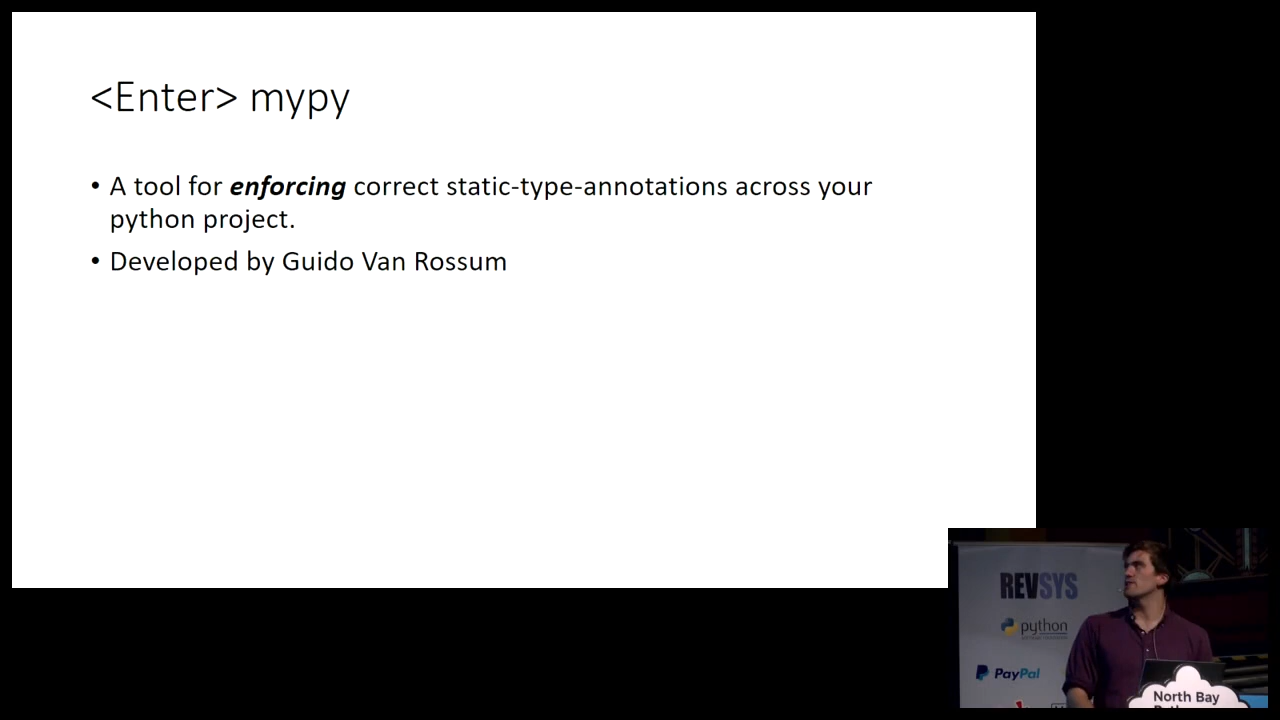 <Enter> mypy
• A tool for enforcing correct static-type-annotations across your
python project.
• Developed by Guido Van Rossum
REVSYS
python
PayPal
North Bay